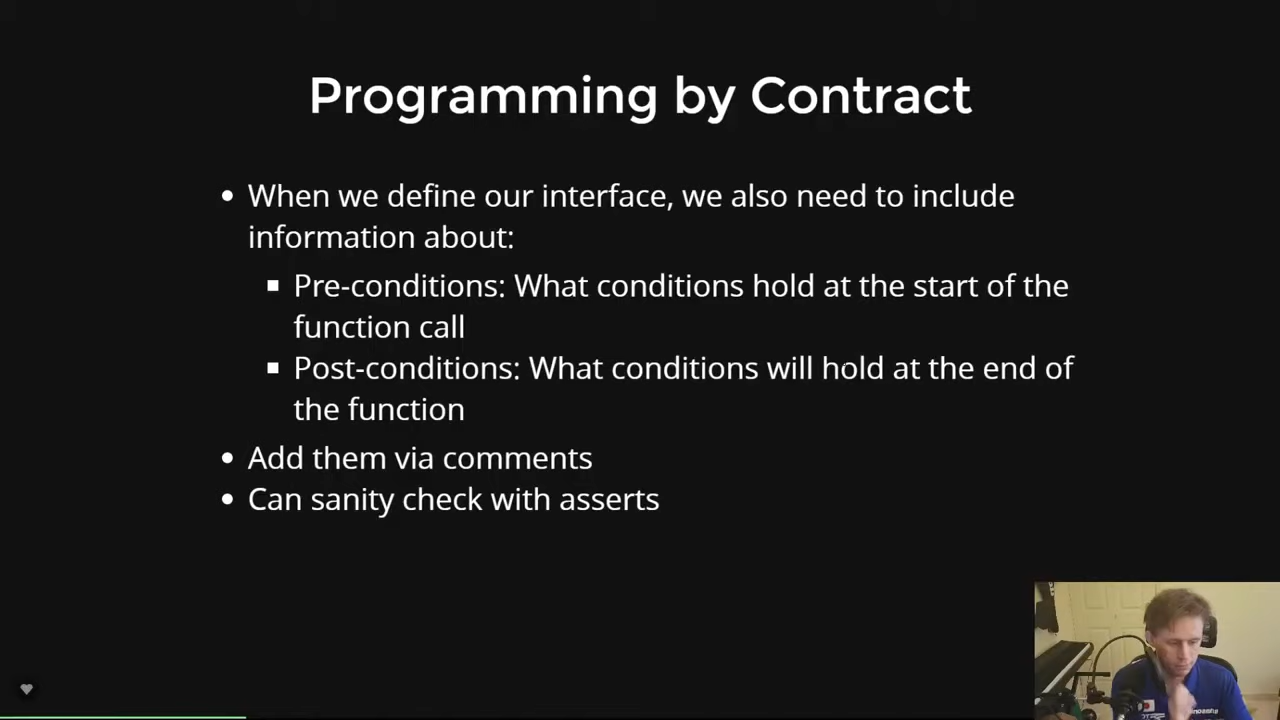 Programming by Contract
When we define our interface, we also need to include
information about:
Pre-conditions: What conditions hold at the start of the
function call
Post-conditions: What conditions will hold at the end of
the function
Add them via comments
Can sanity check with asserts